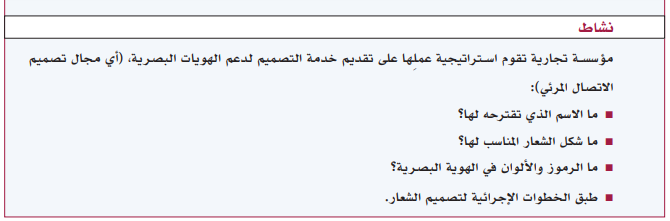 نشاط
مؤسسة تجارية تقوم استراتيجية عملِها على تقديم خدمة التصميم لدعم الهويات البصرية، (أي مجال تصميم
الاتصال المرئي):
■ ما الاسم الذي تقترحه لها؟
■ ما شكل الشعار المناسب لها؟
■ ما الرموز والألوان في الهوية البصرية؟
■ طبق الخطوات الإجرائية لتصميم الشعار.